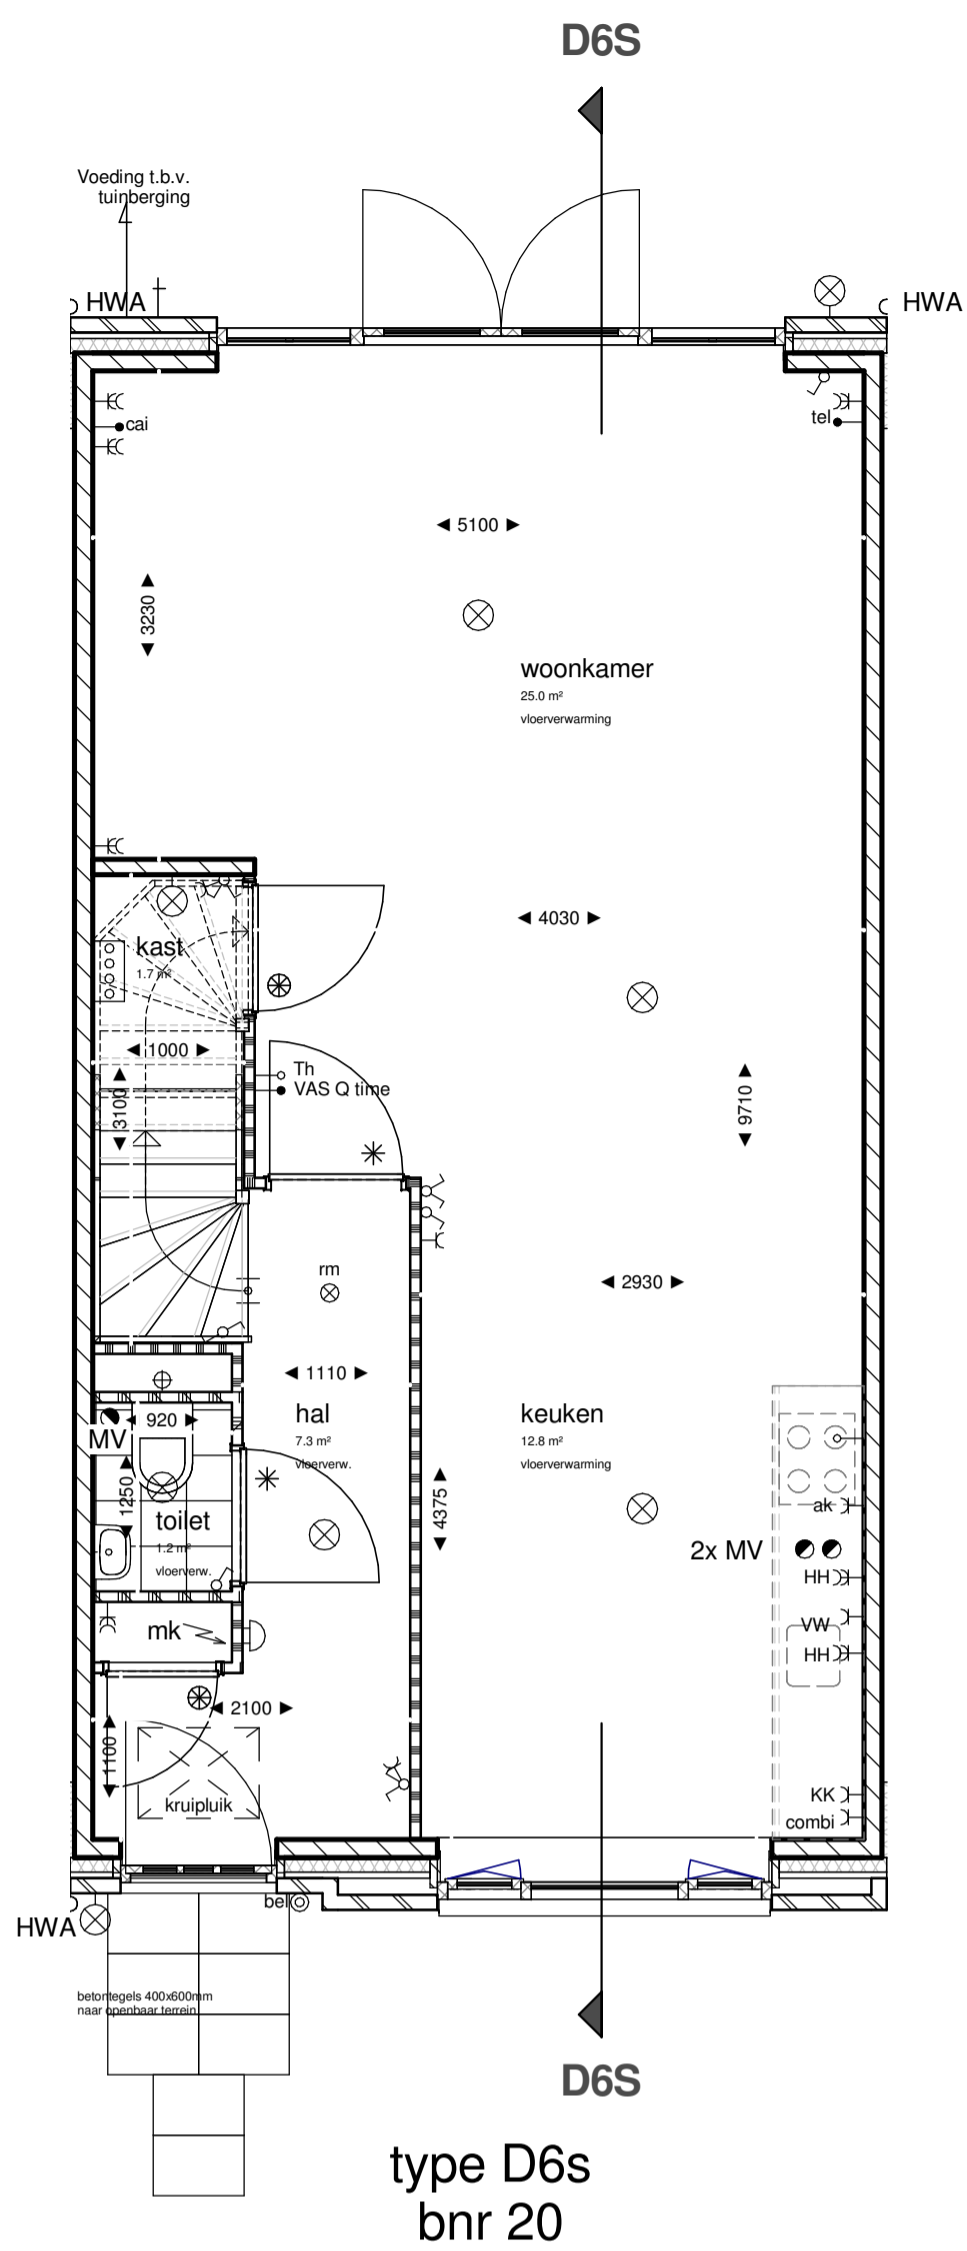 D6S
Voeding t.b.v.
tuinberging
HWA
HWA
cai
tel
5100
3230
woonkamer
25.0 m²
vloerverwarming
4030
kast
1.7 m²
1000
Th
VAS Q time
3100
9710
rm
2930
1110
920
hal
7.3 m²
vloerverw.
keuken
12.8 m²
vloerverwarming
MV
1250
4375
toilet
1.2 m²
vloerverw.
ak
2x MV
HH
mk
VW
HH
2100
1100
kruipluik
KK
combi
bel
HWA
betontegels 400x600mm
naar openbaar terrein
D6S
type D6s
bnr 20